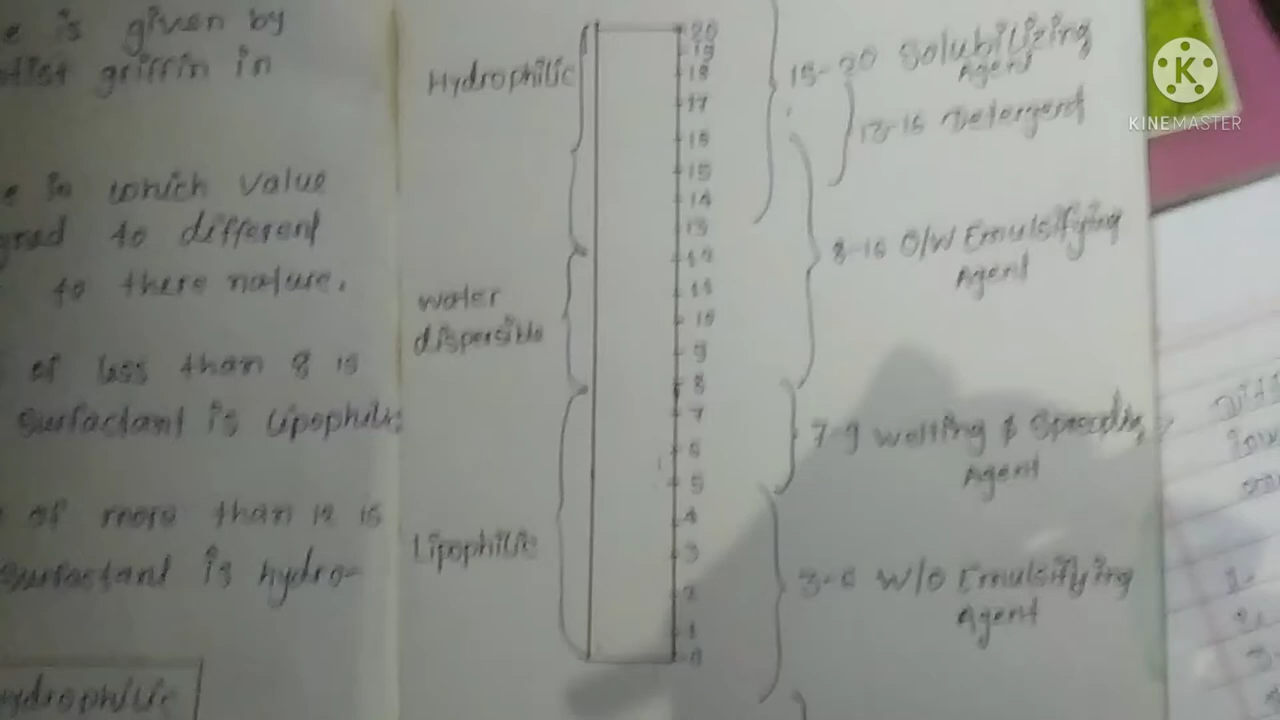 e is given by
griffin in
e in which value
to different
to there nature.
of less than 8 is
surfactant is Lipophilic
of more than 12 is
surfactant is hydro-
hydrophilic
Hydrophilic
water
dispersible
Lipophilic
20
19
18
17
16
15
14
13
12
11
10
9
8
7
6
5
4
3
2
1
0
15-20 Solubilizing
Agent
13-16 Detergent
8-16 O/W Emulsifying
Agent
7-9 Wetting & Spreading
Agent
3-6 W/O Emulsifying
Agent
KINEMASTER